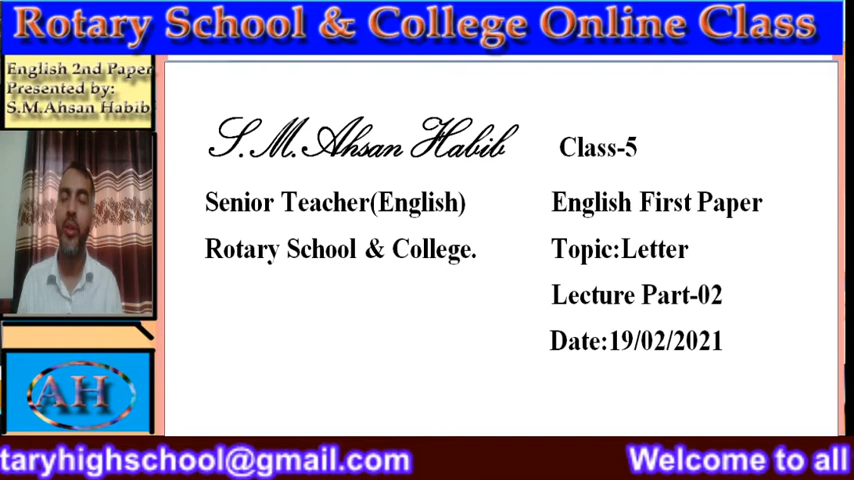 Rotary School & College Online Class
English 2nd Paper
Presented by:
S.M.Ahsan Habib
S.M.Ahsan Habib
Class-5
Senior Teacher(English)
English First Paper
Rotary School & College.
Topic:Letter
Lecture Part-02
Date:19/02/2021
AH
taryhighschool@gmail.com
Welcome to all